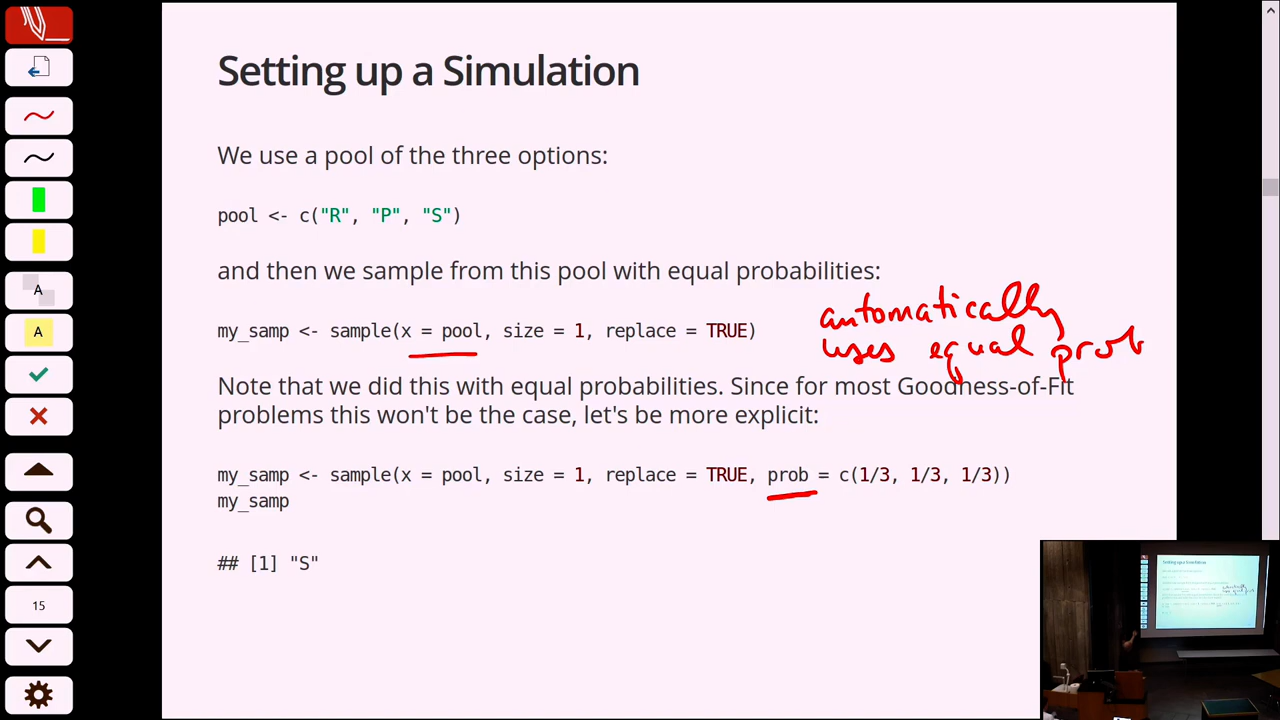 Setting up a Simulation
We use a pool of the three options:
pool <- c("R", "P", "S")
and then we sample from this pool with equal probabilities:
my_samp <- sample(x = pool, size = 1, replace = TRUE)
automatically
uses equal prob
Note that we did this with equal probabilities. Since for most Goodness-of-Fit
problems this won't be the case, let's be more explicit:
my_samp <- sample(x = pool, size = 1, replace = TRUE, prob = c(1/3, 1/3, 1/3))
my_samp
## [1] "S"
A
A
15